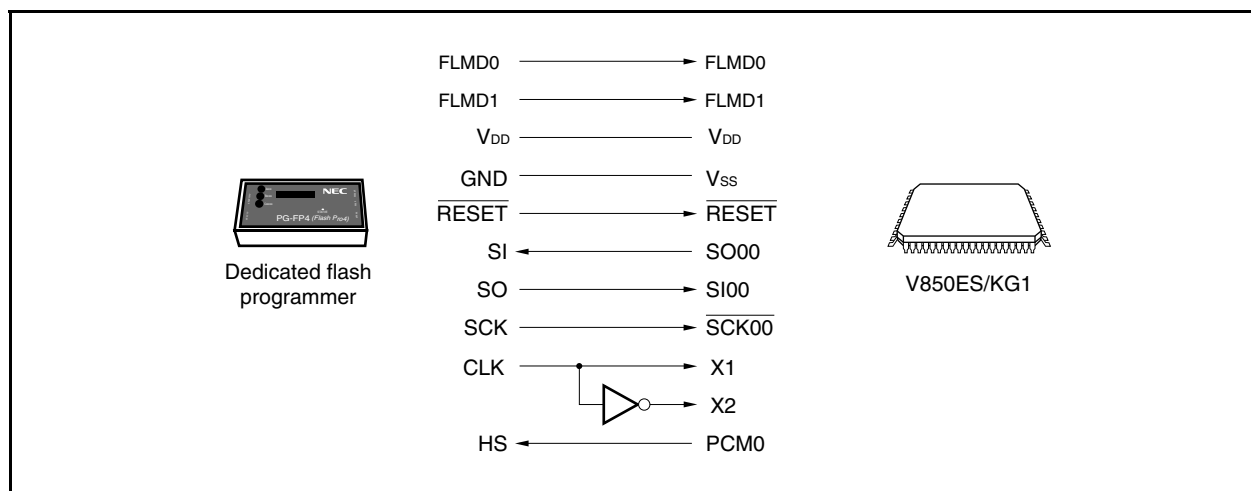 FLMD0 FLMD0
FLMD1 FLMD1
VDD VDD
GND VSS
RESET RESET
SI SO00
SO SI00
SCK SCK00
CLK X1
X2
HS PCM0
NEC
PG-FP4 (Flash Pro4)
Dedicated flash
programmer
V850ES/KG1